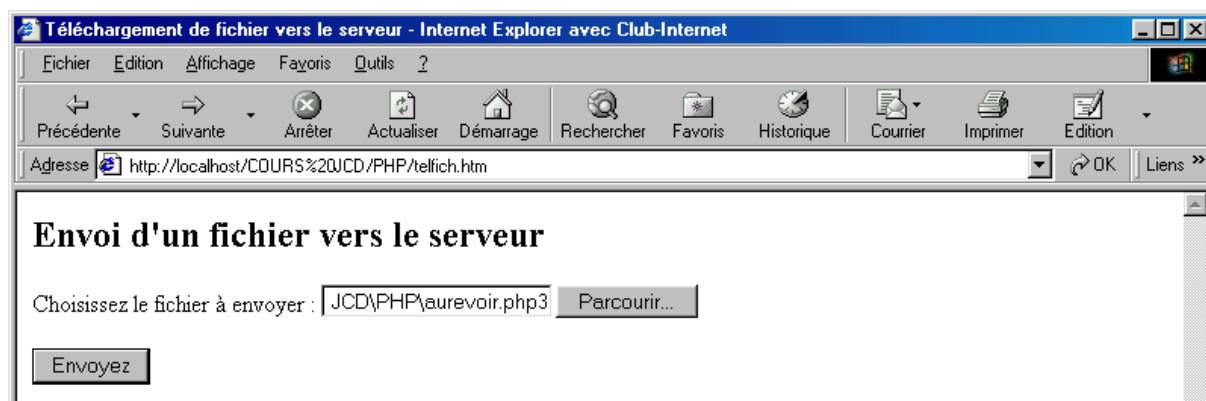 Téléchargement de fichier vers le serveur - Internet Explorer avec Club-Internet
Fichier Edition Affichage Favoris Outils ?
Précédente Suivante Arrêter Actualiser Démarrage Rechercher Favoris Historique Courrier Imprimer Edition
Adresse http://localhost/COURS%20JCD/PHP/telfich.htm OK Liens »
Envoi d'un fichier vers le serveur
Choisissez le fichier à envoyer : JCD\PHP\aurevoir.php3 Parcourir...
Envoyez